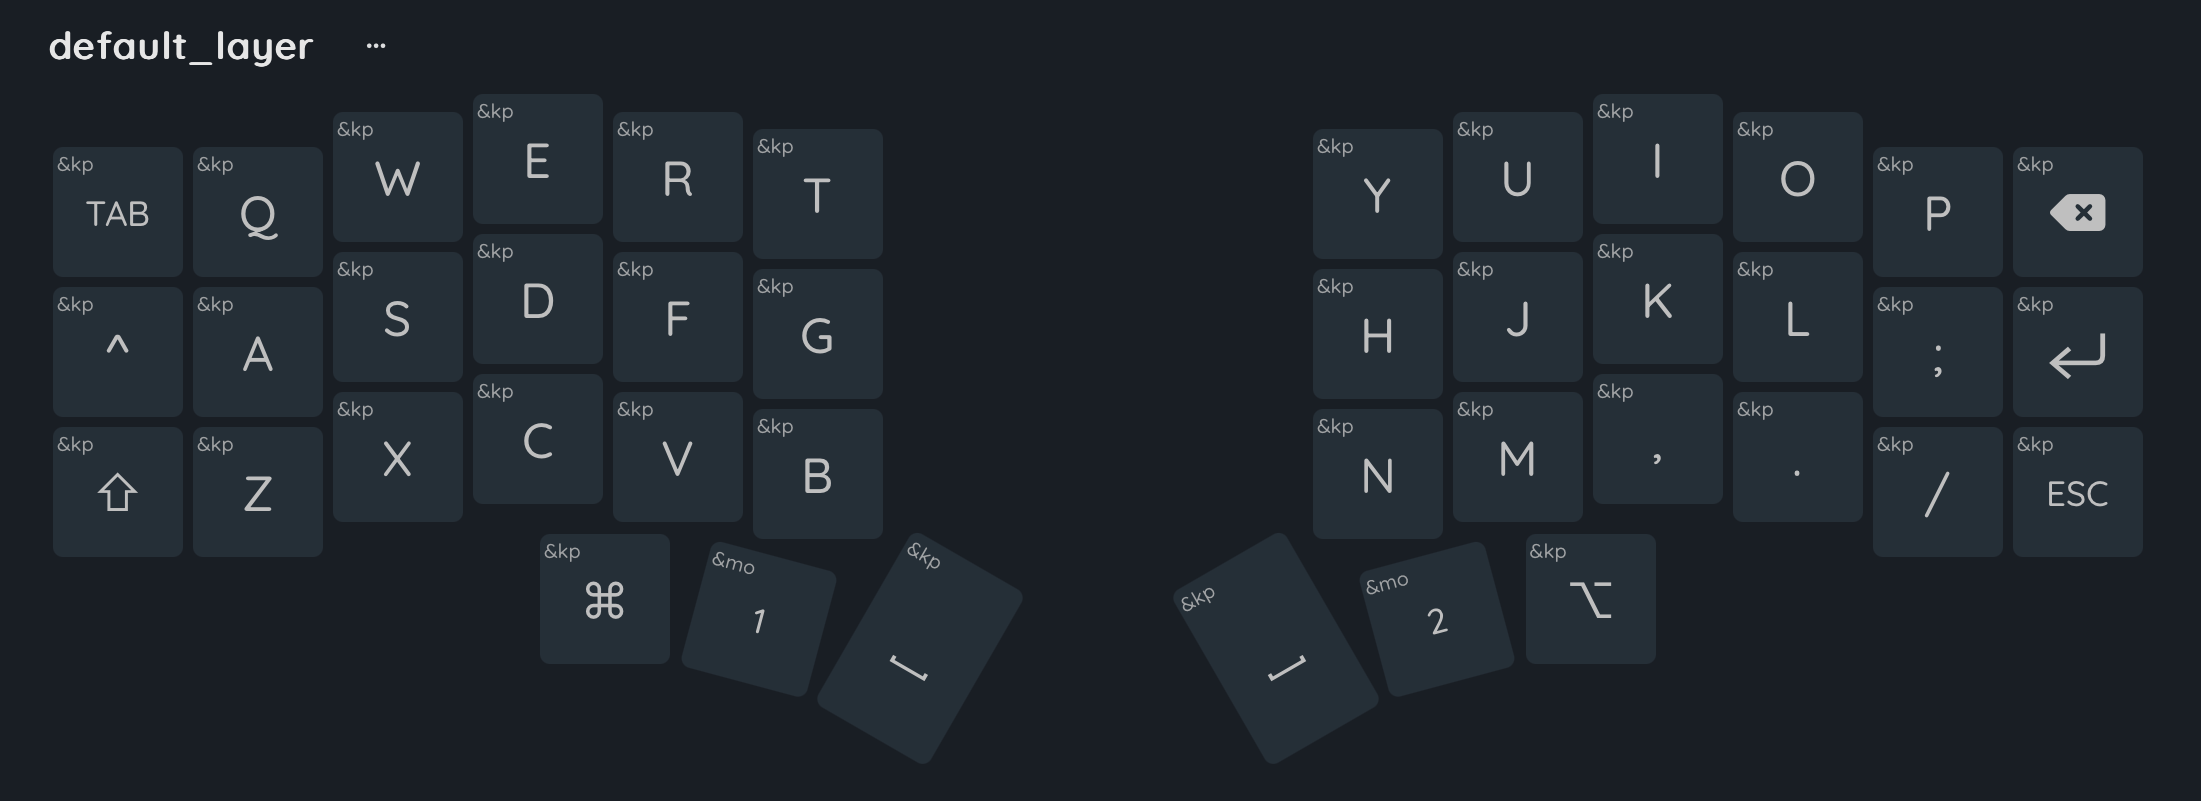 default_layer ...
&kp &kp &kp &kp &kp &kp &kp &kp &kp &kp &kp &kp
TAB Q W E R T Y U I O P ⌫
&kp &kp &kp &kp &kp &kp &kp &kp &kp &kp &kp &kp
^ A S D F G H J K L ; ↵
&kp &kp &kp &kp &kp &kp &kp &kp &kp &kp &kp &kp
⇧ Z X C V B N M , . / ESC
&kp &mo &kp &kp &mo &kp
⌘ 1 ⎵ ⎵ 2 ⌥